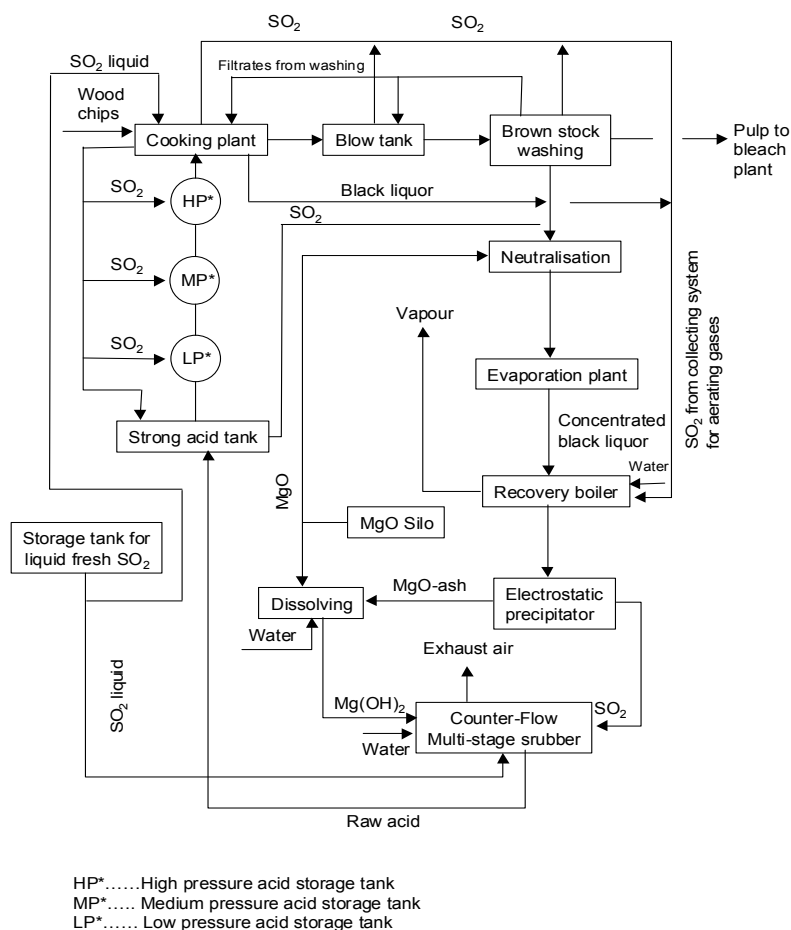 SO2
SO2
SO2 liquid
Filtrates from washing
Wood
chips
Cooking plant
Blow tank
Brown stock
washing
Pulp to
bleach
plant
SO2
HP*
Black liquor
SO2
SO2
MP*
Neutralisation
SO2
LP*
Vapour
SO2 from collecting system
for aerating gases
Evaporation plant
Strong acid tank
Concentrated
black liquor
MgO
Water
Recovery boiler
MgO Silo
Storage tank for
liquid fresh SO2
MgO-ash
Electrostatic
precipitator
Dissolving
Water
Exhaust air
SO2 liquid
Mg(OH)2
SO2
Counter-Flow
Multi-stage srubber
Water
Raw acid
HP*......High pressure acid storage tank
MP*..... Medium pressure acid storage tank
LP*...... Low pressure acid storage tank